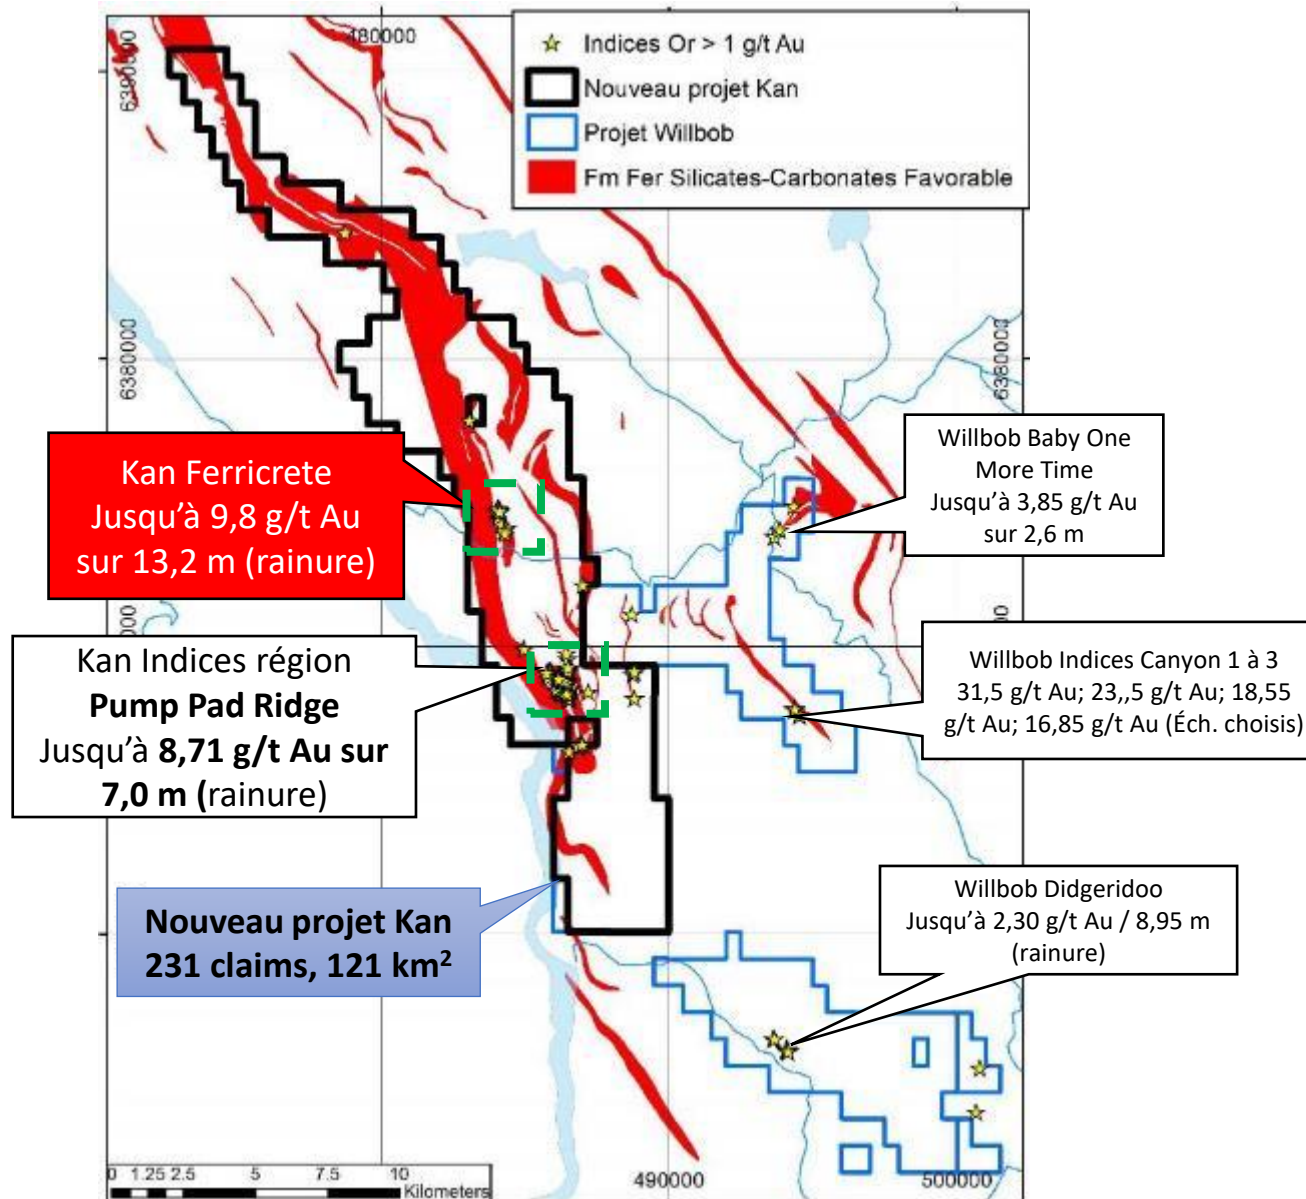 480000
6390000
Indices Or > 1 g/t Au
Nouveau projet Kan
Projet Willbob
Fm Fer Silicates-Carbonates Favorable
6380000
6380000
Kan Ferricrete
Jusqu'à 9,8 g/t Au
sur 13,2 m (rainure)
Willbob Baby One
More Time
Jusqu'à 3,85 g/t Au
sur 2,6 m
Kan Indices région
Pump Pad Ridge
Jusqu'à 8,71 g/t Au sur
7,0 m (rainure)
Willbob Indices Canyon 1 à 3
31,5 g/t Au; 23,,5 g/t Au; 18,55
g/t Au; 16,85 g/t Au (Éch. choisis)
Nouveau projet Kan
231 claims, 121 km²
Willbob Didgeridoo
Jusqu'à 2,30 g/t Au / 8,95 m
(rainure)
0 1.25 2.5 5 7.5 10
Kilometers
490000
500000